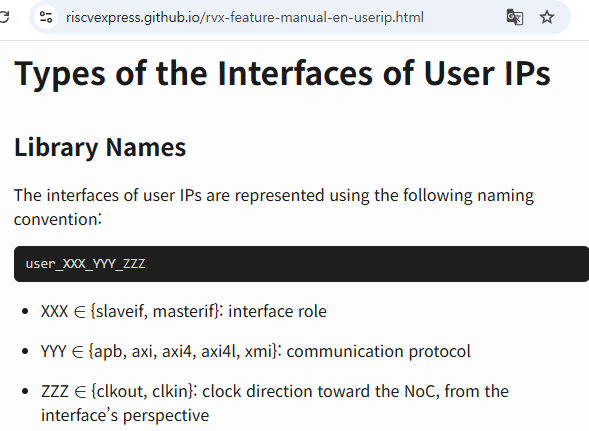 riscvexpress.github.io/rvx-feature-manual-en-userip.html
Types of the Interfaces of User IPs
Library Names
The interfaces of user IPs are represented using the following naming
convention:
user_XXX_YYY_ZZZ
• XXX ∈ {slaveif, masterif}: interface role
• YYY ∈ {apb, axi, axi4, axi4l, xmi}: communication protocol
• ZZZ ∈ {clkout, clkin}: clock direction toward the NoC, from the
interface’s perspective